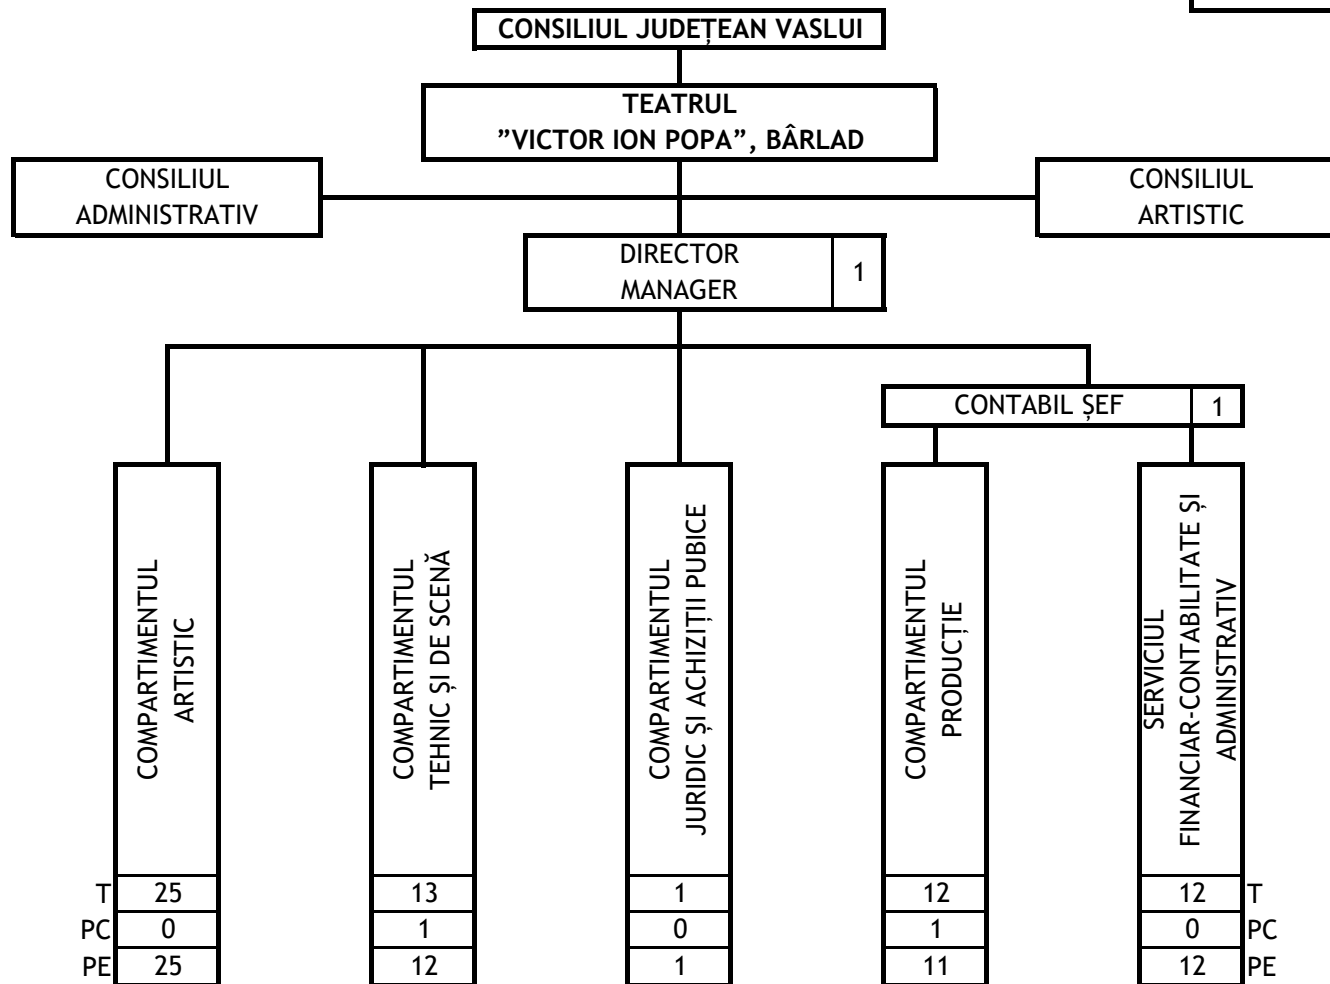 CONSILIUL JUDEȚEAN VASLUI
TEATRUL
”VICTOR ION POPA”, BÂRLAD
CONSILIUL
ADMINISTRATIV
CONSILIUL
ARTISTIC
DIRECTOR
MANAGER
1
CONTABIL ȘEF 1
COMPARTIMENTUL
ARTISTIC
COMPARTIMENTUL
TEHNIC ȘI DE SCENĂ
COMPARTIMENTUL
JURIDIC ȘI ACHIZIȚII PUBICE
COMPARTIMENTUL
PRODUCȚIE
SERVICIUL
FINANCIAR-CONTABILITATE ȘI
ADMINISTRATIV
T 25 13 1 12 12 T
PC 0 1 0 1 0 PC
PE 25 12 1 11 12 PE